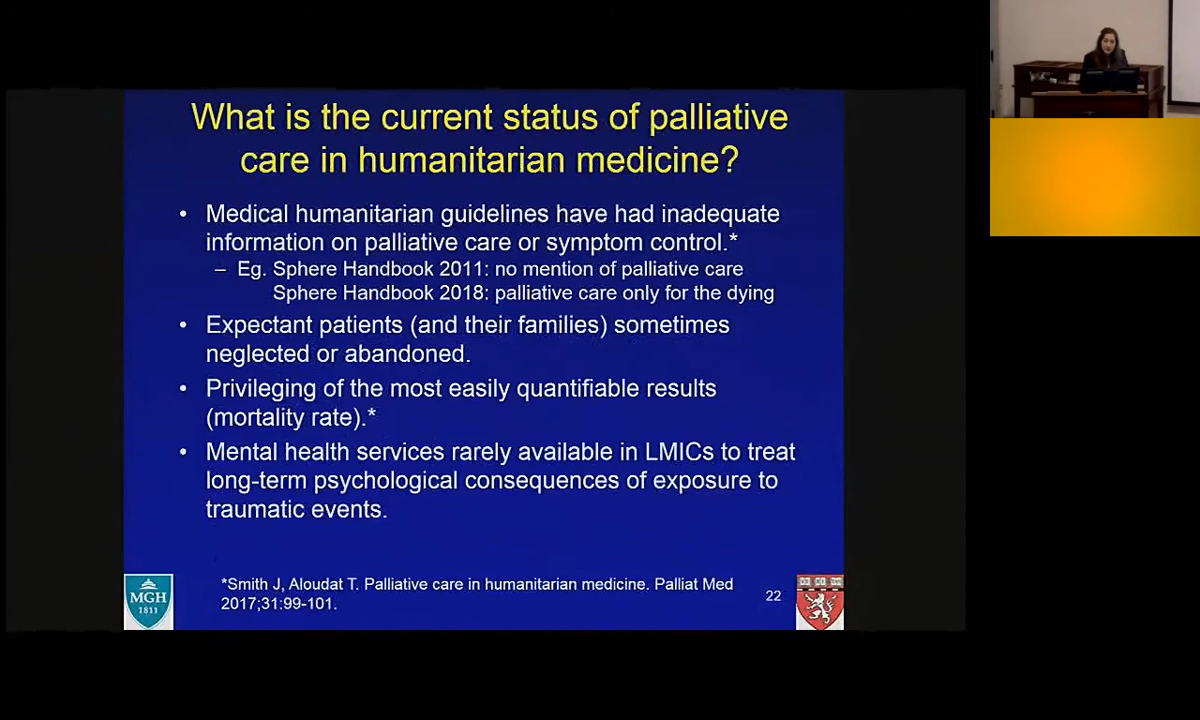 What is the current status of palliative
care in humanitarian medicine?
• Medical humanitarian guidelines have had inadequate
information on palliative care or symptom control.*
– Eg. Sphere Handbook 2011: no mention of palliative care
Sphere Handbook 2018: palliative care only for the dying
• Expectant patients (and their families) sometimes
neglected or abandoned.
• Privileging of the most easily quantifiable results
(mortality rate).*
• Mental health services rarely available in LMICs to treat
long-term psychological consequences of exposure to
traumatic events.
*Smith J, Aloudat T. Palliative care in humanitarian medicine. Palliat Med
2017;31:99-101.
22
MGH
1811